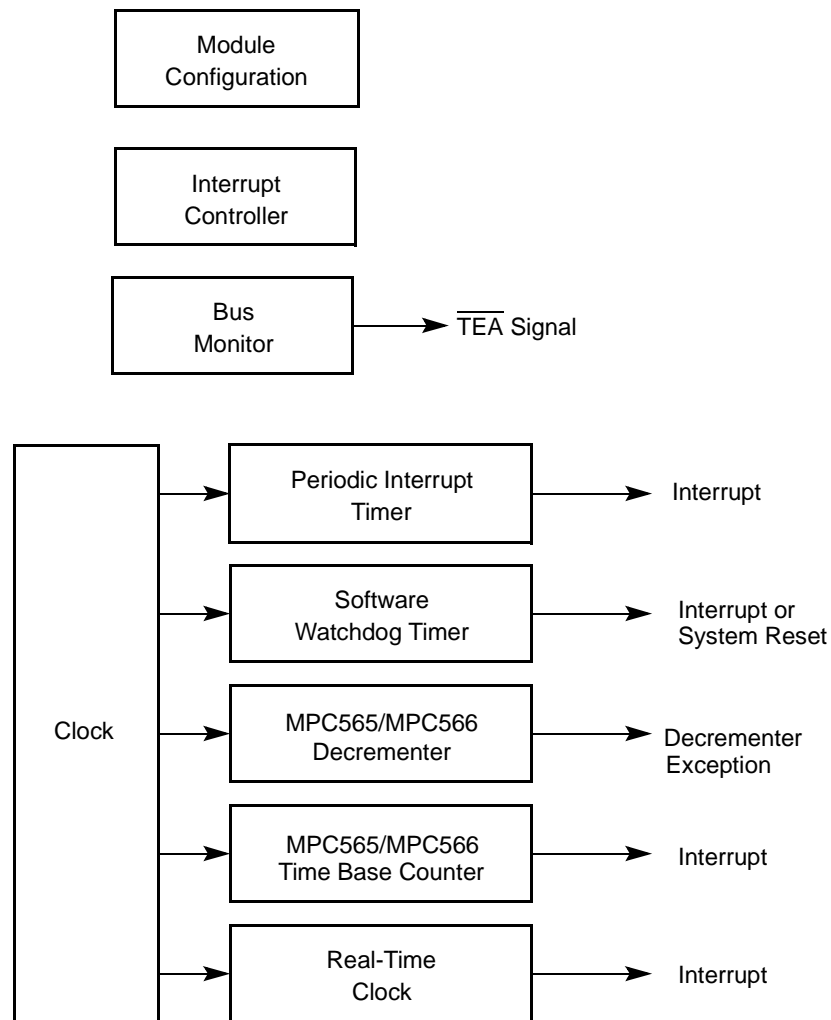 Module
Configuration
Interrupt
Controller
Bus
Monitor
T̅E̅A̅ Signal
Clock
Periodic Interrupt
Timer
Interrupt
Software
Watchdog Timer
Interrupt or
System Reset
MPC565/MPC566
Decrementer
Decrementer
Exception
MPC565/MPC566
Time Base Counter
Interrupt
Real-Time
Clock
Interrupt